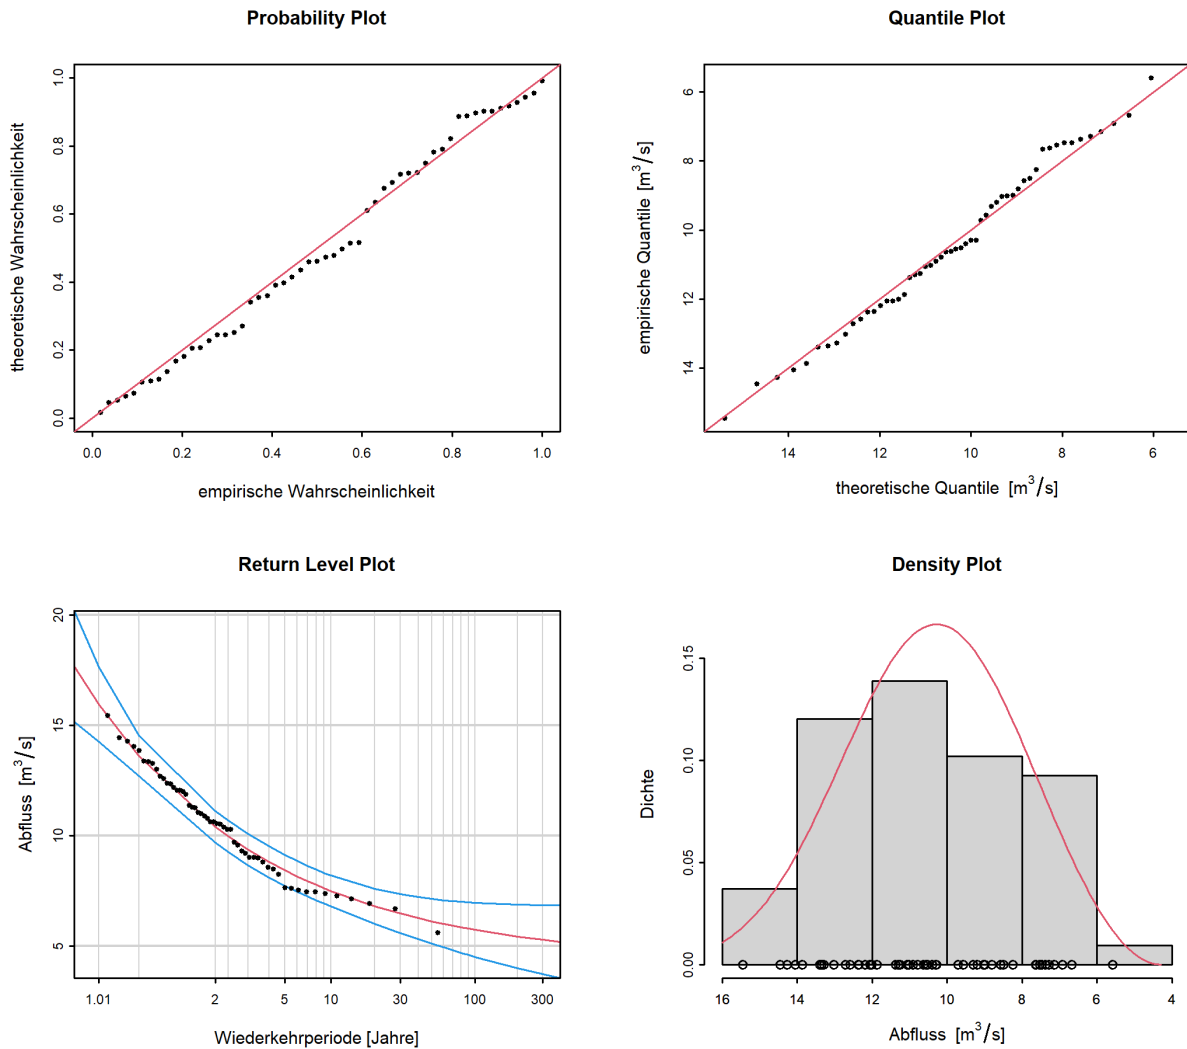 Probability Plot
theoretische Wahrscheinlichkeit
1.0
0.8
0.6
0.4
0.2
0.0
0.0 0.2 0.4 0.6 0.8 1.0
empirische Wahrscheinlichkeit
Quantile Plot
empirische Quantile [m³/s]
6
8
10
12
14
14 12 10 8 6
theoretische Quantile [m³/s]
Return Level Plot
Abfluss [m³/s]
20
15
10
5
1.01 2 5 10 30 100 300
Wiederkehrperiode [Jahre]
Density Plot
Dichte
0.15
0.10
0.05
0.00
16 14 12 10 8 6 4
Abfluss [m³/s]